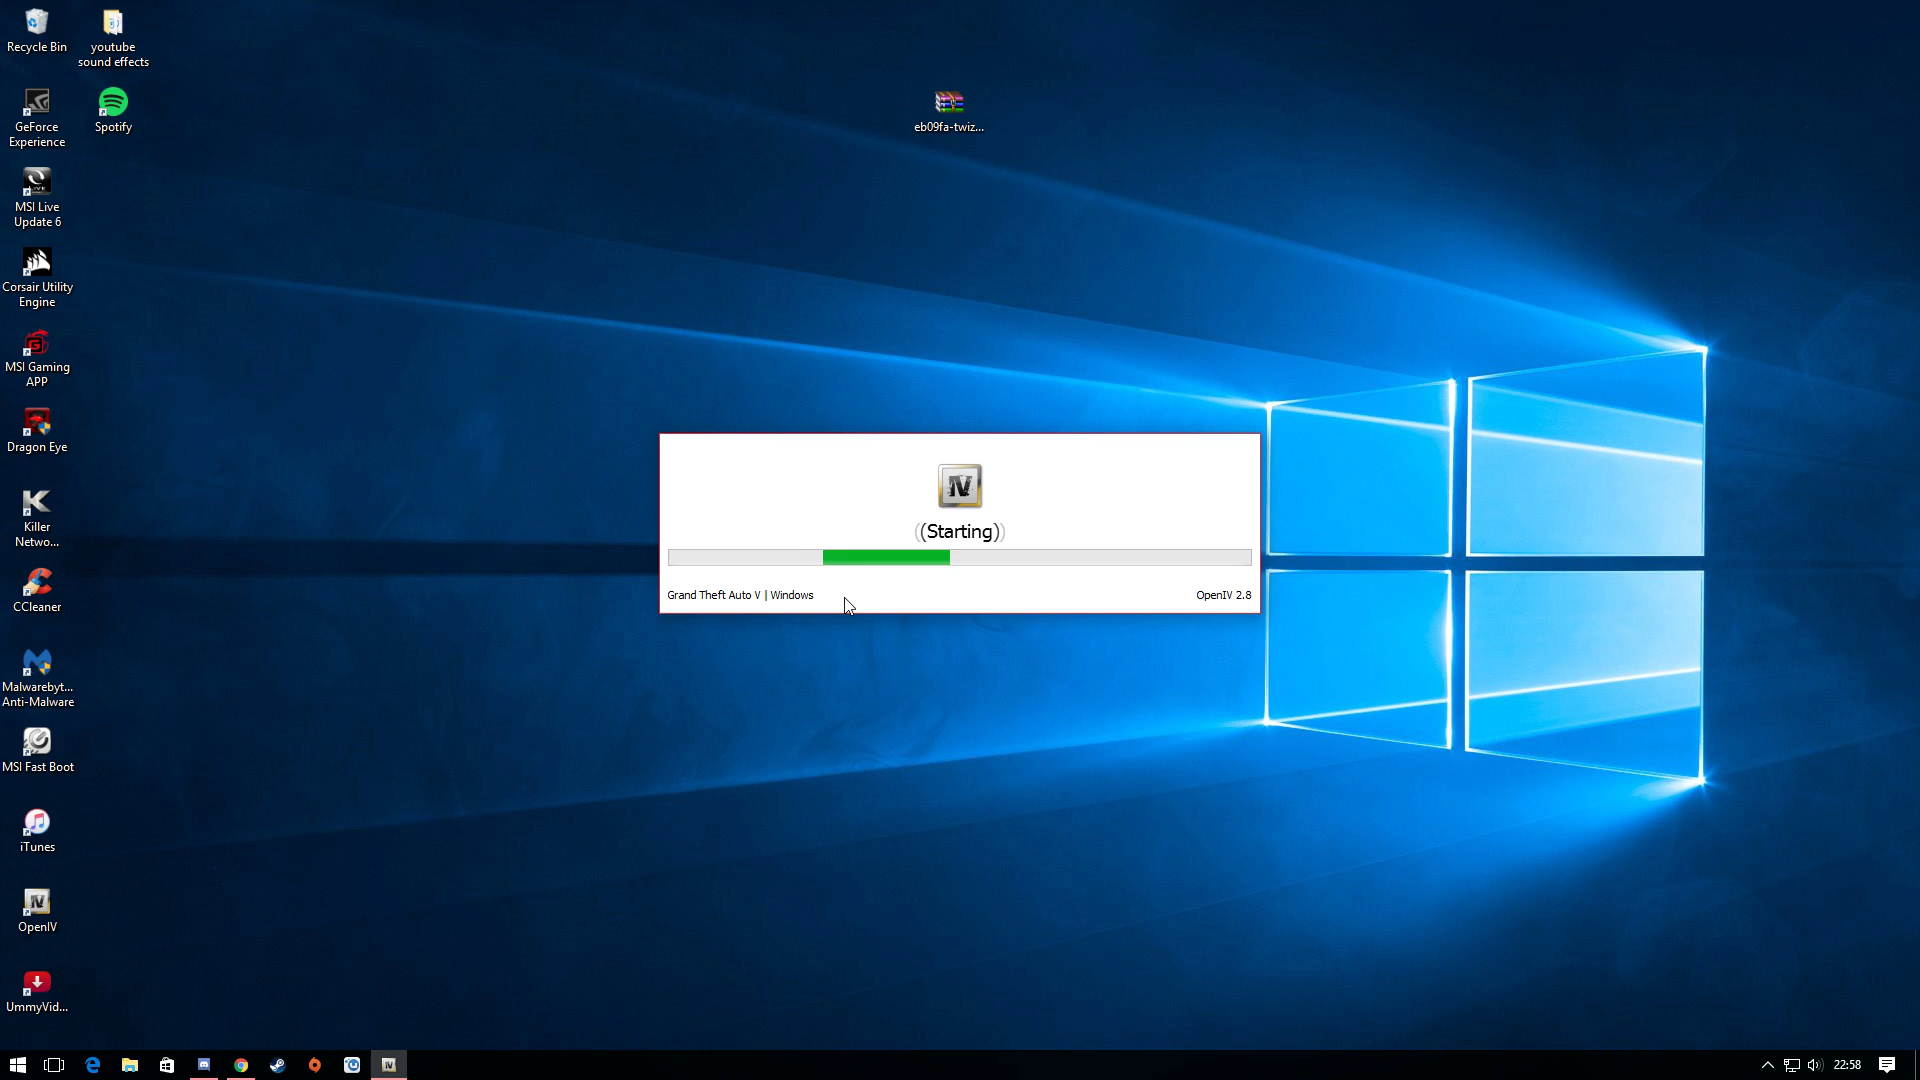 Recycle Bin
youtube
sound effects
GeForce
Experience
Spotify
eb09fa-twiz...
MSI Live
Update 6
Corsair Utility
Engine
MSI Gaming
APP
Dragon Eye
Killer
Netwo...
CCleaner
Malwarebyt...
Anti-Malware
MSI Fast Boot
iTunes
OpenIV
UmmyVid...
IV
((Starting))
Grand Theft Auto V | Windows
OpenIV 2.8
22:58